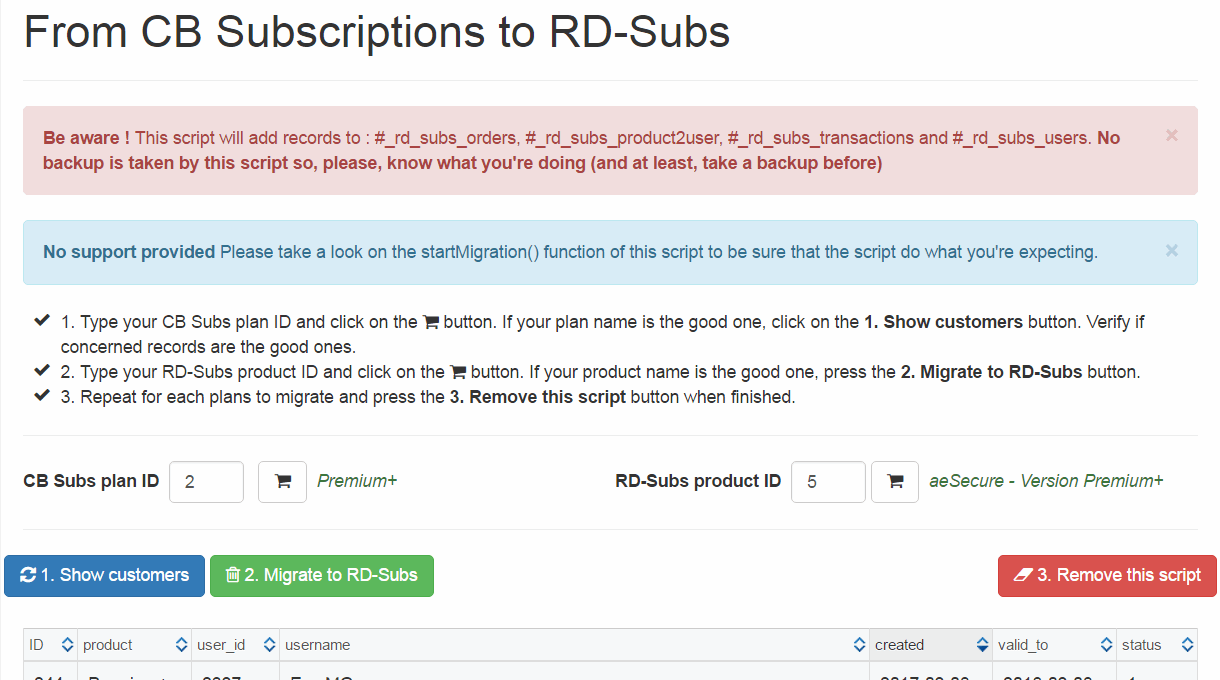 From CB Subscriptions to RD-Subs
Be aware ! This script will add records to : #_rd_subs_orders, #_rd_subs_product2user, #_rd_subs_transactions and #_rd_subs_users. No
backup is taken by this script so, please, know what you're doing (and at least, take a backup before)
No support provided Please take a look on the startMigration() function of this script to be sure that the script do what you're expecting.
1. Type your CB Subs plan ID and click on the button. If your plan name is the good one, click on the 1. Show customers button. Verify if
concerned records are the good ones.
2. Type your RD-Subs product ID and click on the button. If your product name is the good one, press the 2. Migrate to RD-Subs button.
3. Repeat for each plans to migrate and press the 3. Remove this script button when finished.
CB Subs plan ID 2 Premium+ RD-Subs product ID 5 aeSecure - Version Premium+
1. Show customers 2. Migrate to RD-Subs 3. Remove this script
ID product user_id username created valid_to status